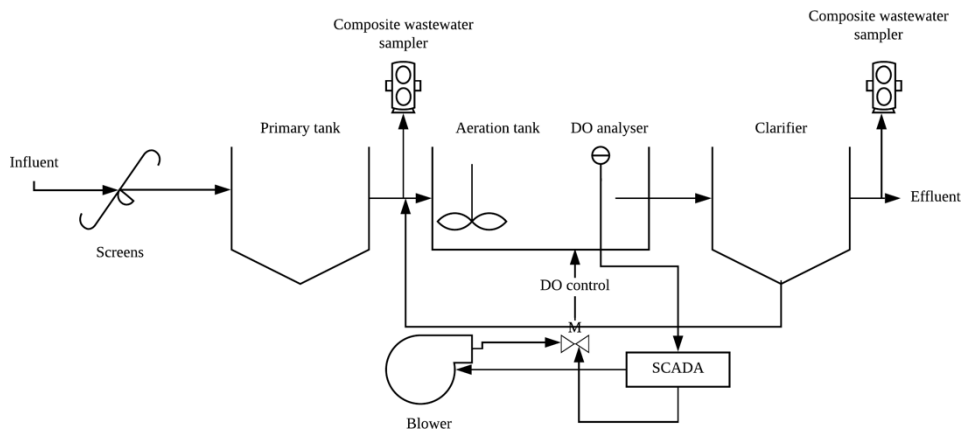 Composite wastewater
sampler
Composite wastewater
sampler
Primary tank
Aeration tank
DO analyser
Clarifier
Influent
Effluent
Screens
DO control
M
SCADA
Blower